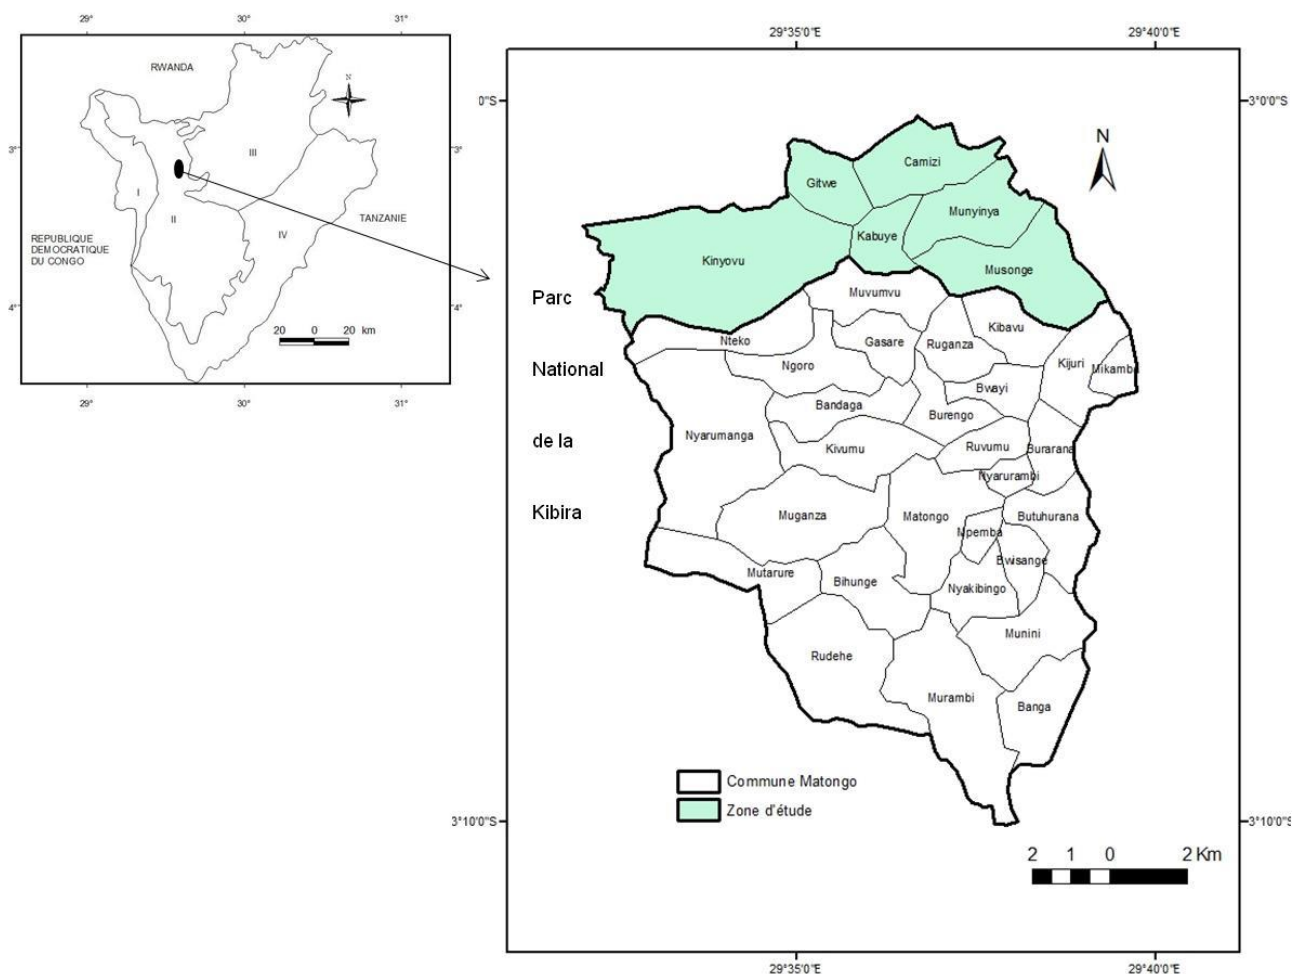 29°
30°
31°
RWANDA
N
3°
3°
III
I
II
TANZANIE
IV
REPUBLIQUE
DEMOCRATIQUE
DU CONGO
4°
4°
20 0 20 km
29°
30°
31°
29°35'0"E
29°40'0"E
0"S
3°0'0"S
N
Camizi
Gitwe
Munyinya
Kabuye
Kinyovu
Musonge
Parc
Muvumvu
Kibavu
Nteko
Gasare
Ruganza
National
Ngoro
Kijuri
Mikamb
Bwayi
Bandaga
Burengo
de la
Nyarumanga
Kivumu
Ruvumu
Burarana
Nyarurambi
Kibira
Muganza
Matongo
Butuhurana
Mpemba
Bwisange
Mutarure
Bihunge
Nyakibingo
Munini
Rudehe
Murambi
Banga
Commune Matongo
Zone d'étude
3°10'0"S
3°10'0"S
2 1 0 2 Km
29°35'0"E
29°40'0"E